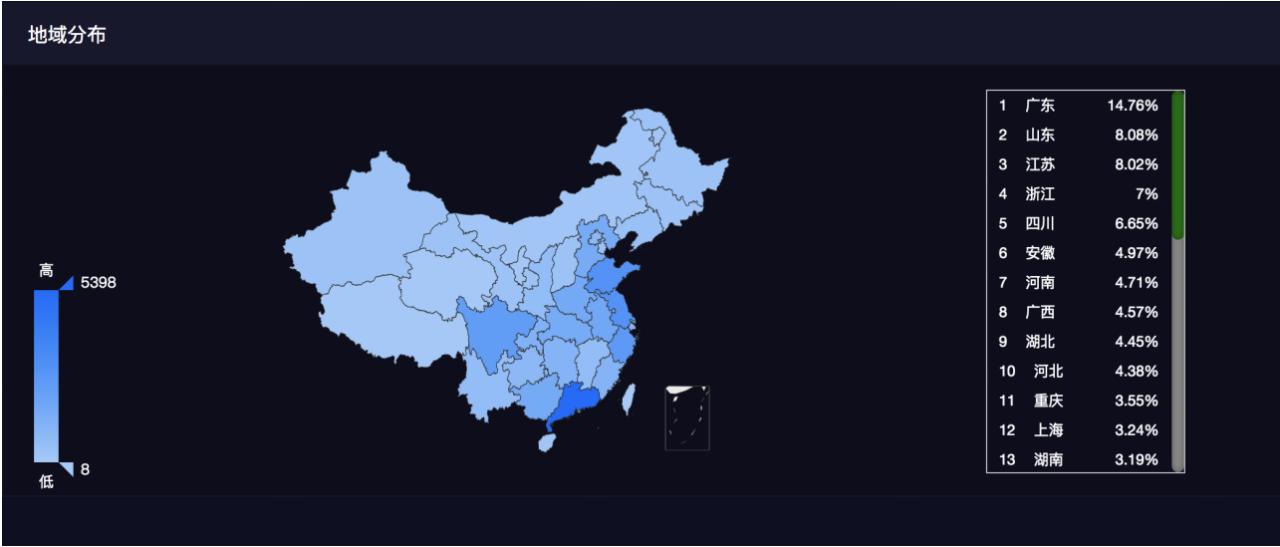 地域分布
高
5398
8
低
1 广东 14.76%
2 山东 8.08%
3 江苏 8.02%
4 浙江 7%
5 四川 6.65%
6 安徽 4.97%
7 河南 4.71%
8 广西 4.57%
9 湖北 4.45%
10 河北 4.38%
11 重庆 3.55%
12 上海 3.24%
13 湖南 3.19%